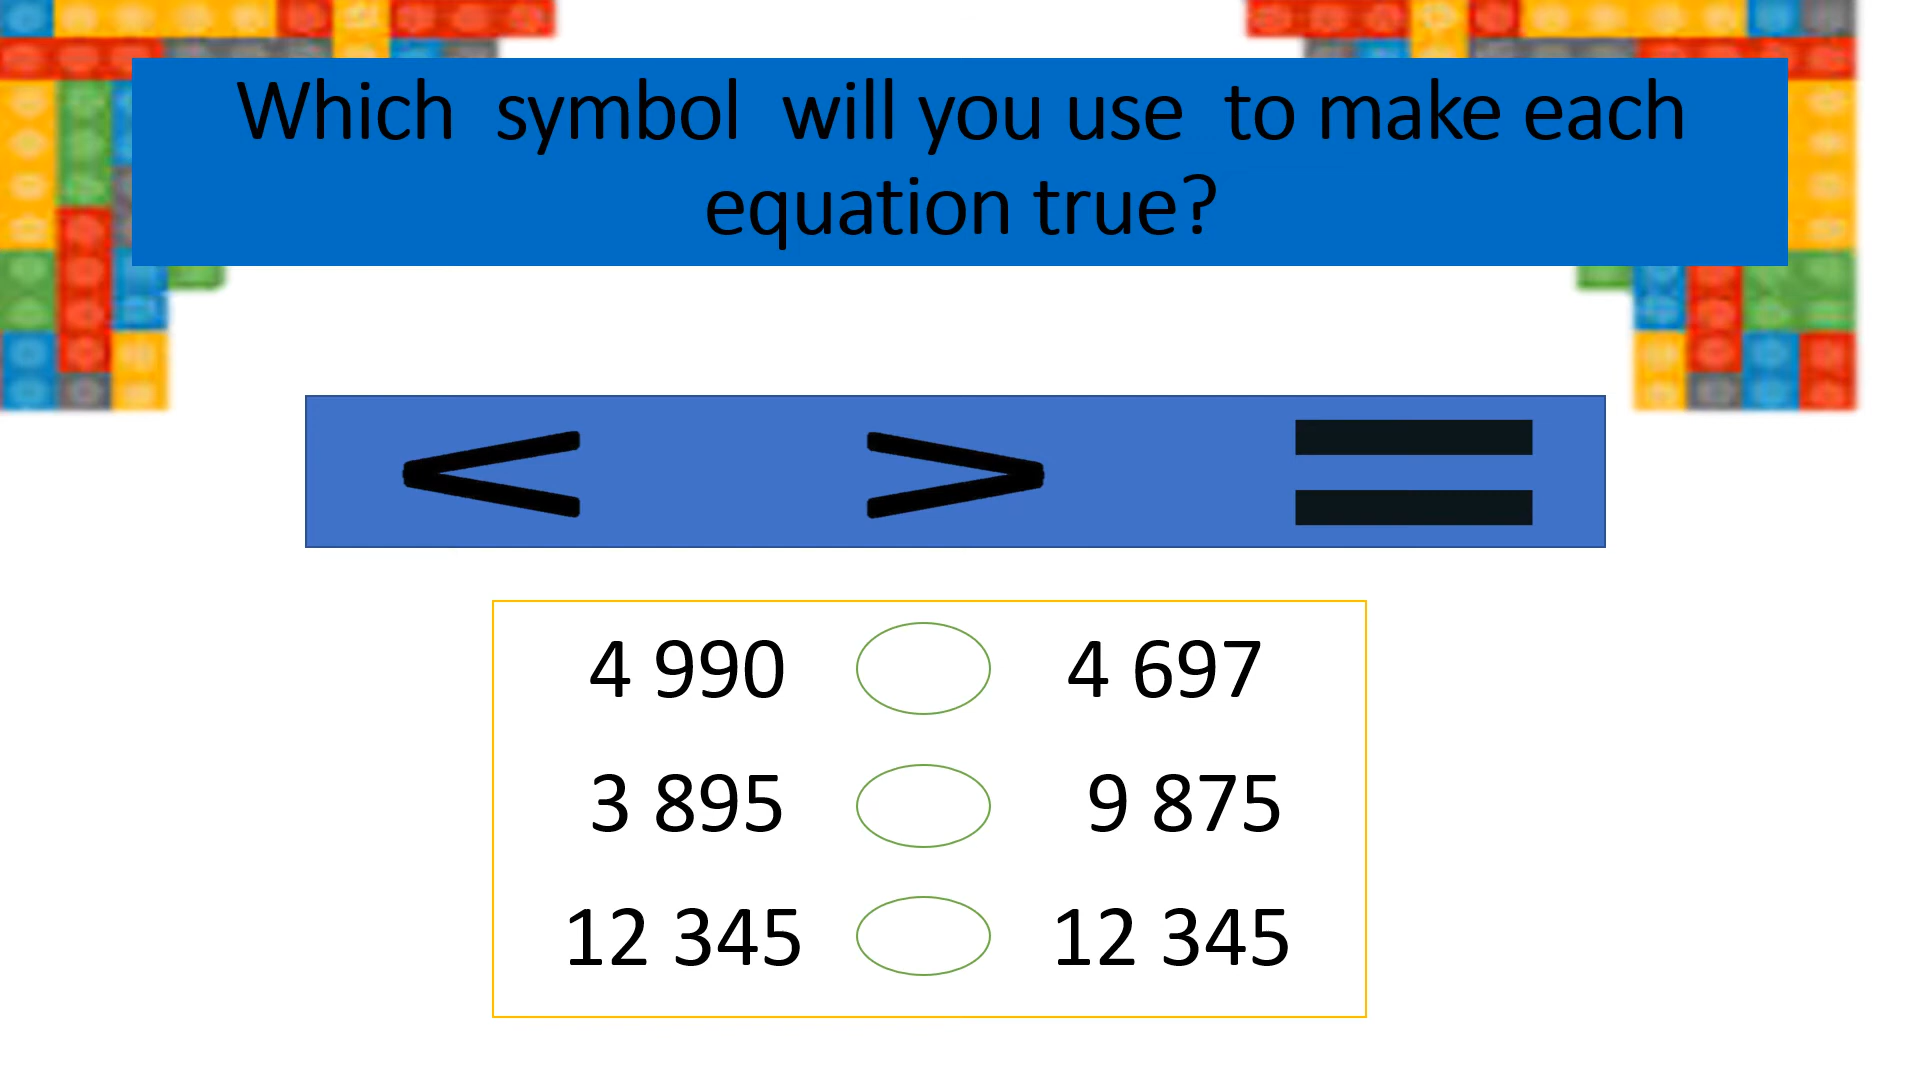 Which  symbol  will you use  to make each
equation true?
< > =
4 990 4 697
3 895 9 875
12 345 12 345